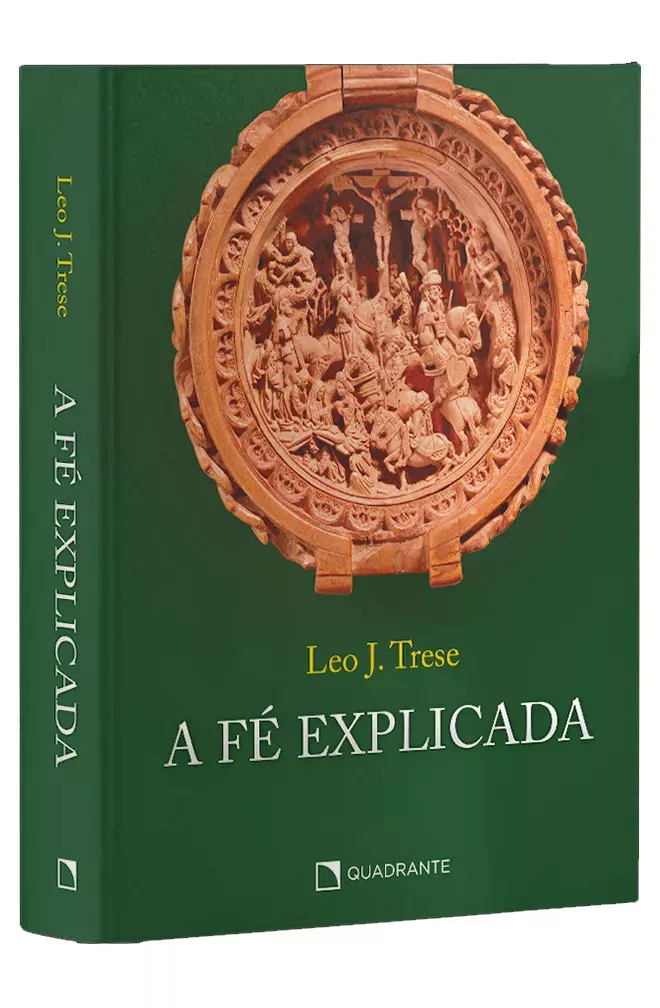 Leo J. Trese
A FÉ EXPLICADA
Leo J. Trese
A FÉ EXPLICADA
QUADRANTE